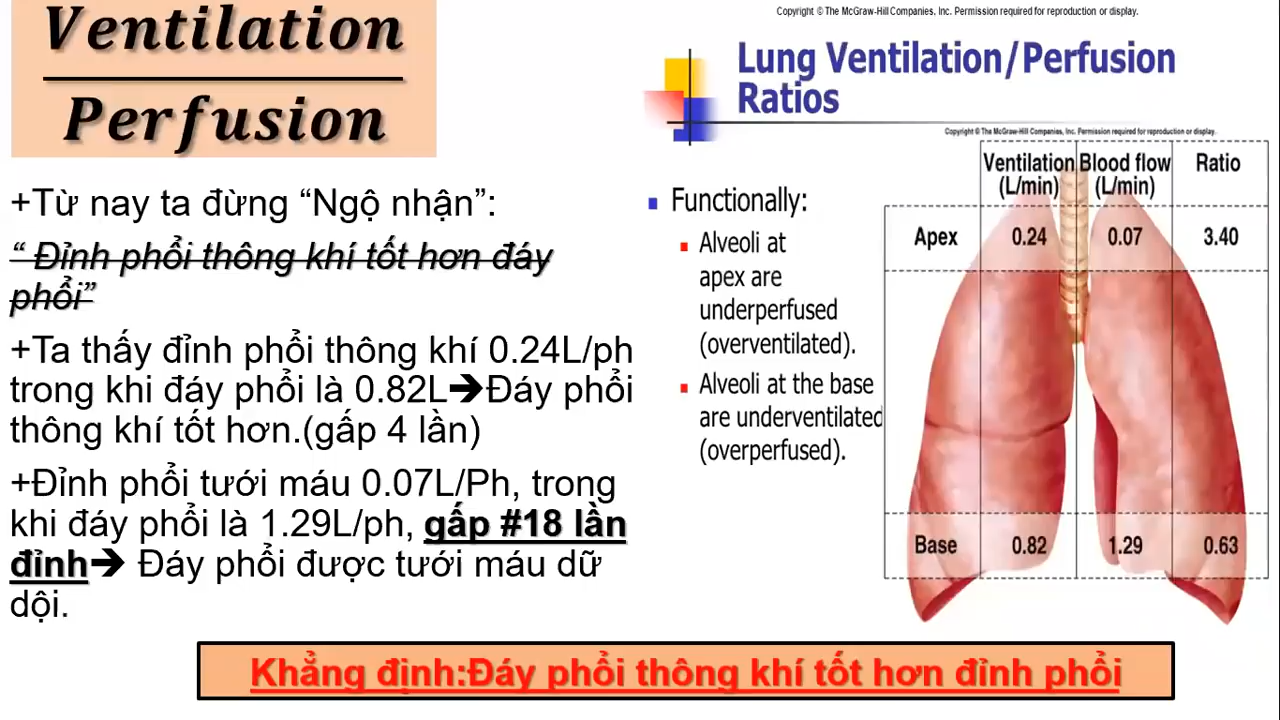 Ventilation
Perfusion
+Từ nay ta đừng “Ngộ nhận”:
“ Đỉnh phổi thông khí tốt hơn đáy
phổi”
+Ta thấy đỉnh phổi thông khí 0.24L/ph
trong khi đáy phổi là 0.82L➔Đáy phổi
thông khí tốt hơn.(gấp 4 lần)
+Đỉnh phổi tưới máu 0.07L/Ph, trong
khi đáy phổi là 1.29L/ph, gấp #18 lần
đỉnh➔ Đáy phổi được tưới máu dữ
dội.
Copyright © The McGraw-Hill Companies, Inc. Permission required for reproduction or display.
Lung Ventilation/Perfusion
Ratios
Functionally:
Alveoli at
apex are
underperfused
(overventilated).
Alveoli at the base
are underventilated
(overperfused).
Copyright © The McGraw-Hill Companies, Inc. Permission required for reproduction or display.
Ventilation Blood flow Ratio
(L/min) (L/min)
Apex 0.24 0.07 3.40
Base 0.82 1.29 0.63
Khẳng định:Đáy phổi thông khí tốt hơn đỉnh phổi